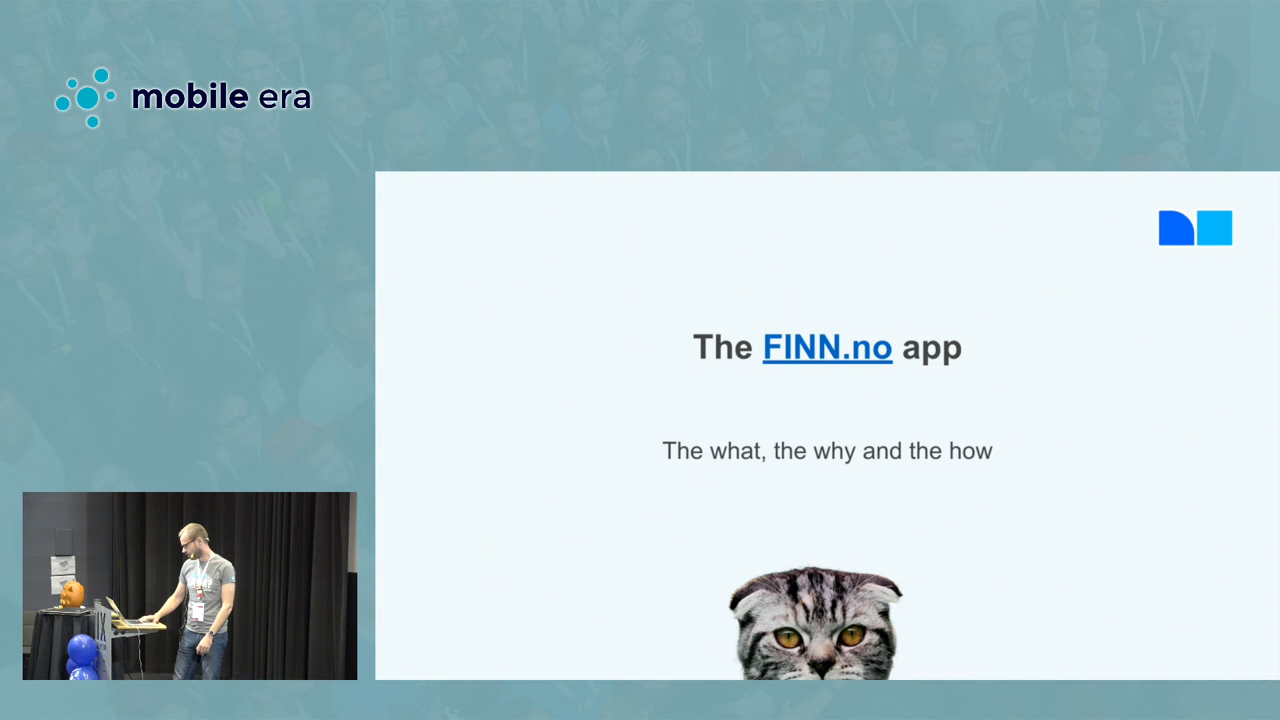 mobile era
The FINN.no app
The what, the why and the how